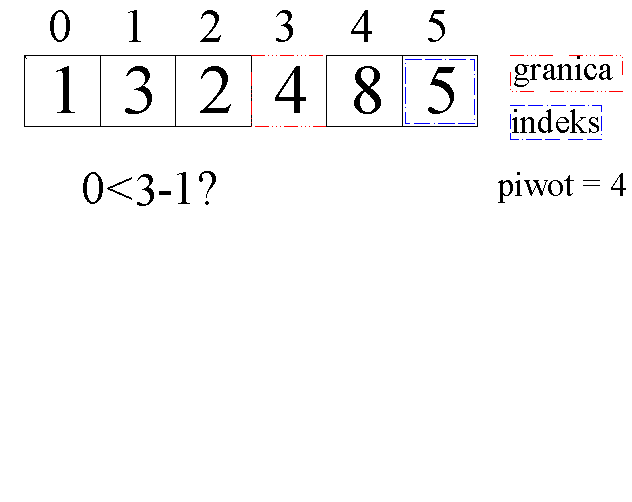 0 1 2 3 4 5
1 3 2 4 8 5
granica
indeks
0<3-1?
piwot = 4